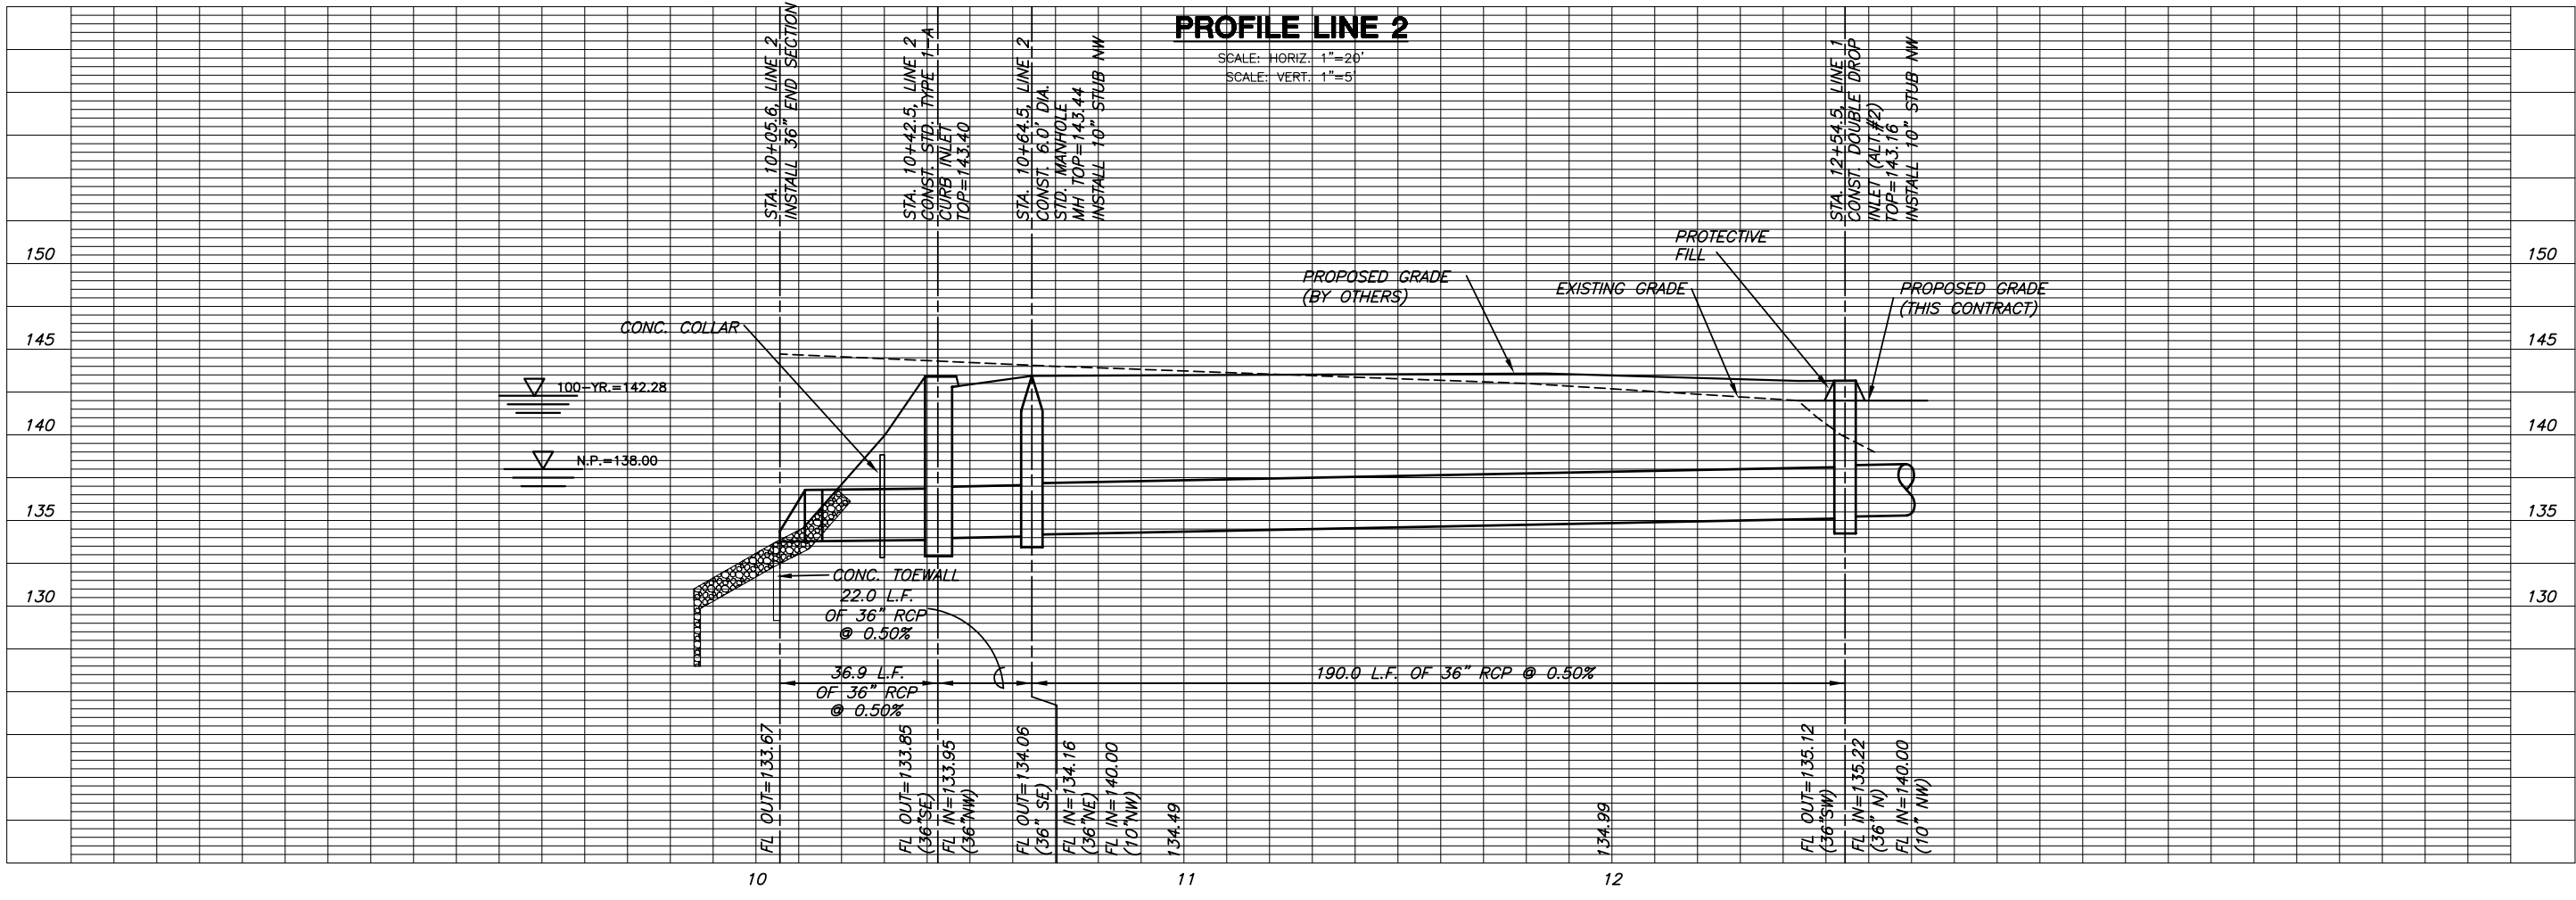 PROFILE LINE 2
SCALE: HORIZ. 1"=20'
SCALE: VERT. 1"=5'
STA. 10+05.6, LINE 2
INSTALL 36" END SECTION
STA. 10+42.5, LINE 2
CONST. STD. TYPE 1-A
CURB INLET
TOP=143.40
STA. 10+64.5, LINE 2
CONST. 6.0' DIA.
STD. MANHOLE
MH TOP=143.44
INSTALL 10" STUB NW
STA. 12+54.5, LINE 1
CONST. DOUBLE DROP
INLET (ALT.#2)
TOP=143.16
INSTALL 10" STUB NW
150
145
140
135
130
150
145
140
135
130
PROTECTIVE
FILL
PROPOSED GRADE
(BY OTHERS)
EXISTING GRADE
PROPOSED GRADE
(THIS CONTRACT)
CONC. COLLAR
100-YR.=142.28
N.P.=138.00
CONC. TOEWALL
22.0 L.F.
OF 36" RCP
@ 0.50%
36.9 L.F.
OF 36" RCP
@ 0.50%
190.0 L.F. OF 36" RCP @ 0.50%
FL OUT=133.67
FL OUT=133.85
(36"SE)
FL IN=133.95
(36"NW)
FL OUT=134.06
(36" SE)
FL IN=134.16
(36"NE)
FL IN=140.00
(10"NW)
134.49
134.99
FL OUT=135.12
(36"SW)
FL IN=135.22
(36" N)
FL IN=140.00
(10" NW)
10
11
12